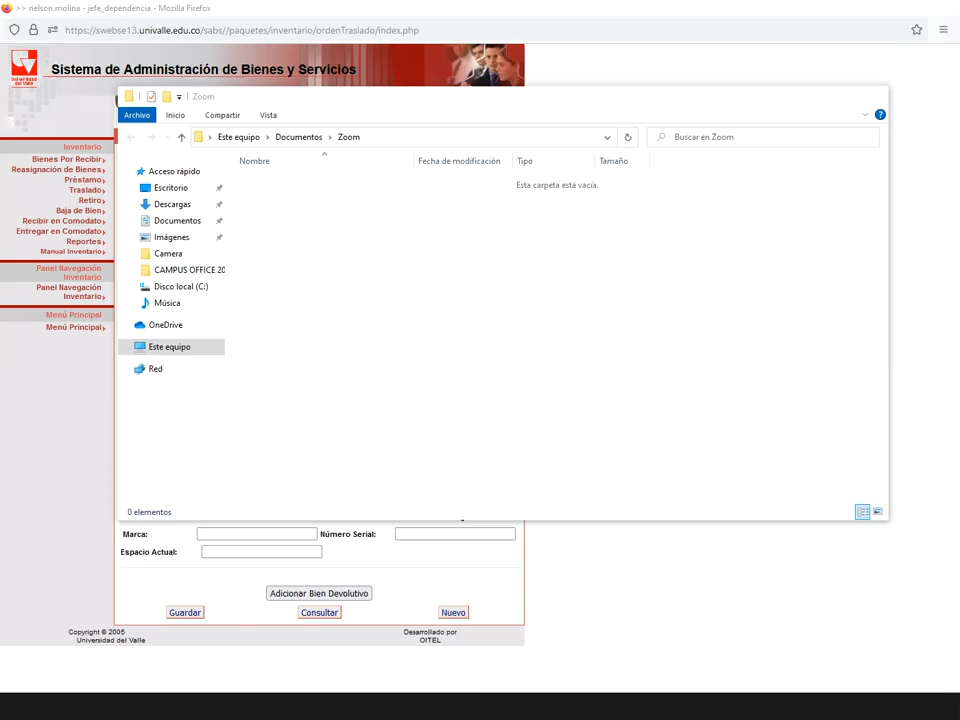 >> nelson.molina - jefe_dependencia - Mozilla Firefox
https://swebse13.univalle.edu.co/sabs//paquetes/inventario/ordenTraslado/index.php
Universidad del Valle
Sistema de Administración de Bienes y Servicios
Zoom
Archivo Inicio Compartir Vista
Este equipo › Documentos › Zoom
Buscar en Zoom
Nombre Fecha de modificación Tipo Tamaño
Esta carpeta está vacía.
Acceso rápido
Escritorio
Descargas
Documentos
Imágenes
Camera
CAMPUS OFFICE 20
Disco local (C:)
Música
OneDrive
Este equipo
Red
0 elementos
Inventario
Bienes Por Recibir
Reasignación de Bienes
Préstamo
Traslado
Retiro
Baja de Bien
Recibir en Comodato
Entregar en Comodato
Reportes
Manual Inventario
Panel Navegación
Inventario
Panel Navegación
Inventario
Menú Principal
Menú Principal
Marca: Número Serial:
Espacio Actual:
Adicionar Bien Devolutivo
Guardar Consultar Nuevo
Copyright © 2005
Universidad del Valle
Desarrollado por
OITEL